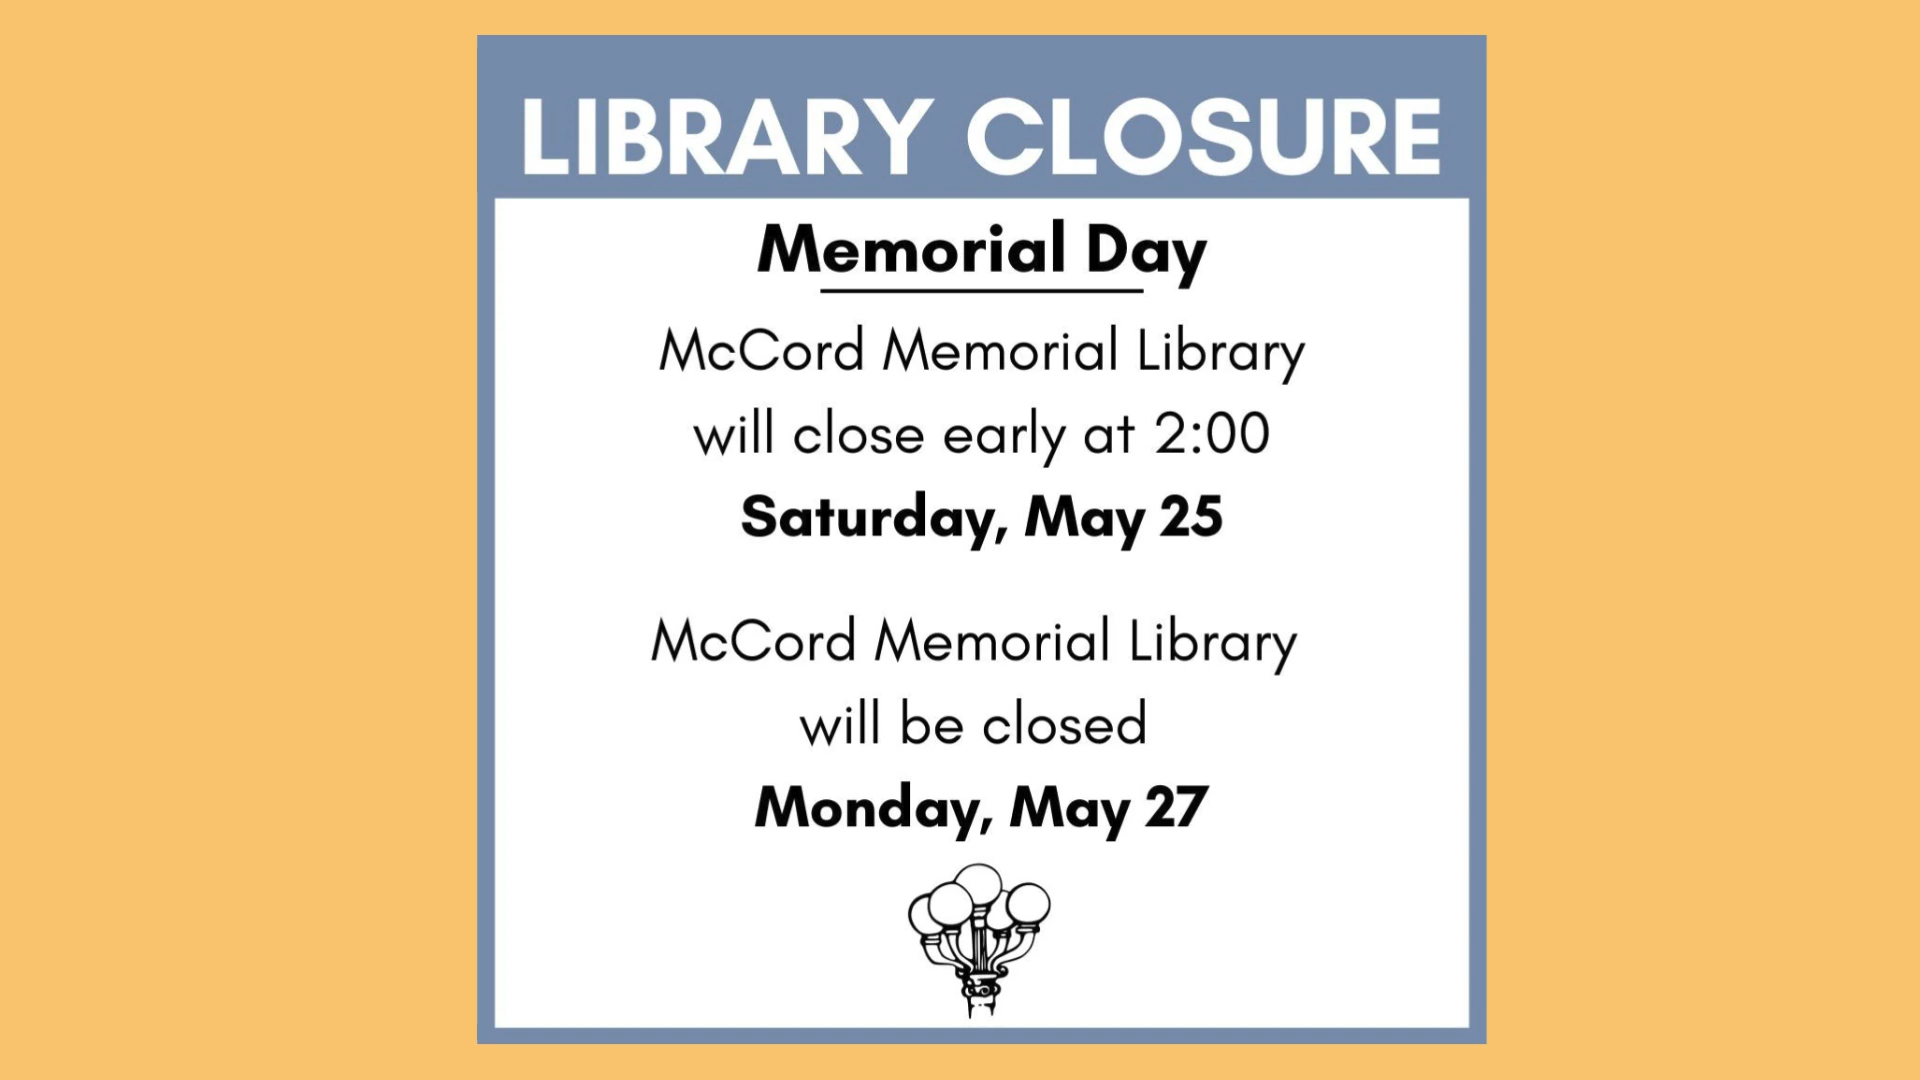 LIBRARY CLOSURE
Memorial Day
McCord Memorial Library
will close early at 2:00
Saturday, May 25
McCord Memorial Library
will be closed
Monday, May 27